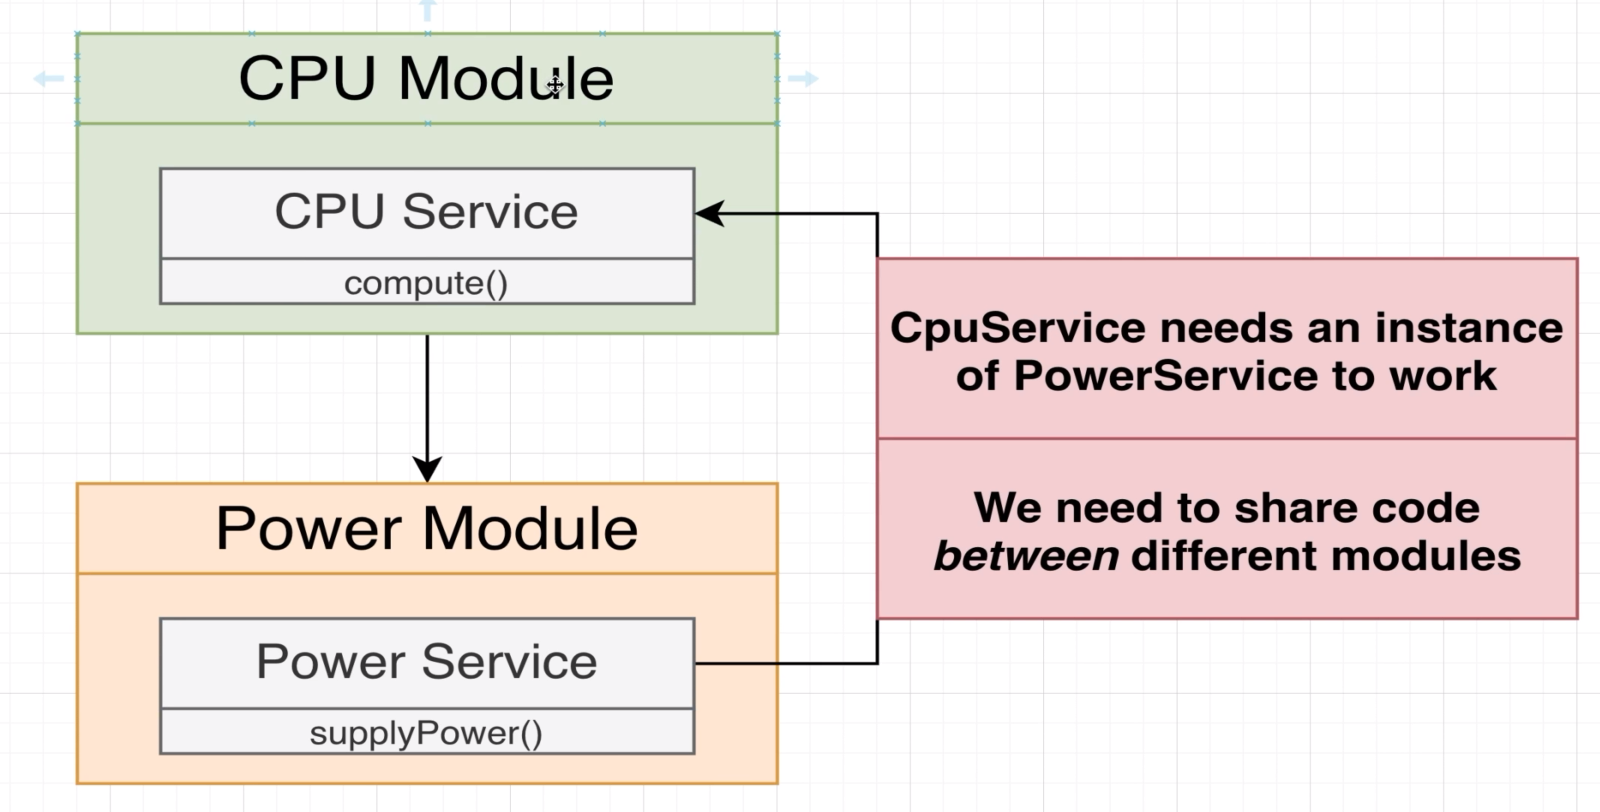 CPU Module
CPU Service
compute()
CpuService needs an instance
of PowerService to work
We need to share code
between different modules
Power Module
Power Service
supplyPower()